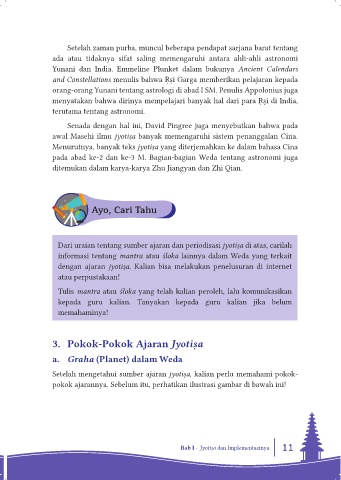 Setelah zaman purba, muncul beberapa pendapat sarjana barat tentang
ada atau tidaknya sifat saling memengaruhi antara ahli-ahli astronomi
Yunani dan India. Emmeline Plunket dalam bukunya Ancient Calendars
and Constellations menulis bahwa Ṛṣi Garga memberikan pelajaran kepada
orang-orang Yunani tentang astrologi di abad I SM. Penulis Appolonius juga
menyatakan bahwa dirinya mempelajari banyak hal dari para Ṛṣi di India,
terutama tentang astronomi.
Senada dengan hal ini, David Pingree juga menyebutkan bahwa pada
awal Masehi ilmu jyotiṣa banyak memengaruhi sistem penanggalan Cina.
Menurutnya, banyak teks jyotiṣa yang diterjemahkan ke dalam bahasa Cina
pada abad ke-2 dan ke-3 M. Bagian-bagian Weda tentang astronomi juga
ditemukan dalam karya-karya Zhu Jiangyan dan Zhi Qian.
Ayo, Cari Tahu
Dari uraian tentang sumber ajaran dan periodisasi jyotiṣa di atas, carilah
informasi tentang mantra atau śloka lainnya dalam Weda yang terkait
dengan ajaran jyotiṣa. Kalian bisa melakukan penelusuran di internet
atau perpustakaan!
Tulis mantra atau śloka yang telah kalian peroleh, lalu komunikasikan
kepada guru kalian. Tanyakan kepada guru kalian jika belum
memahaminya!
3. Pokok-Pokok Ajaran Jyotiṣa
a. Graha (Planet) dalam Weda
Setelah mengetahui sumber ajaran jyotiṣa, kalian perlu memahami pokok-
pokok ajarannya. Sebelum itu, perhatikan ilustrasi gambar di bawah ini!
Bab I - Jyotiṣa dan Implementasinya 11